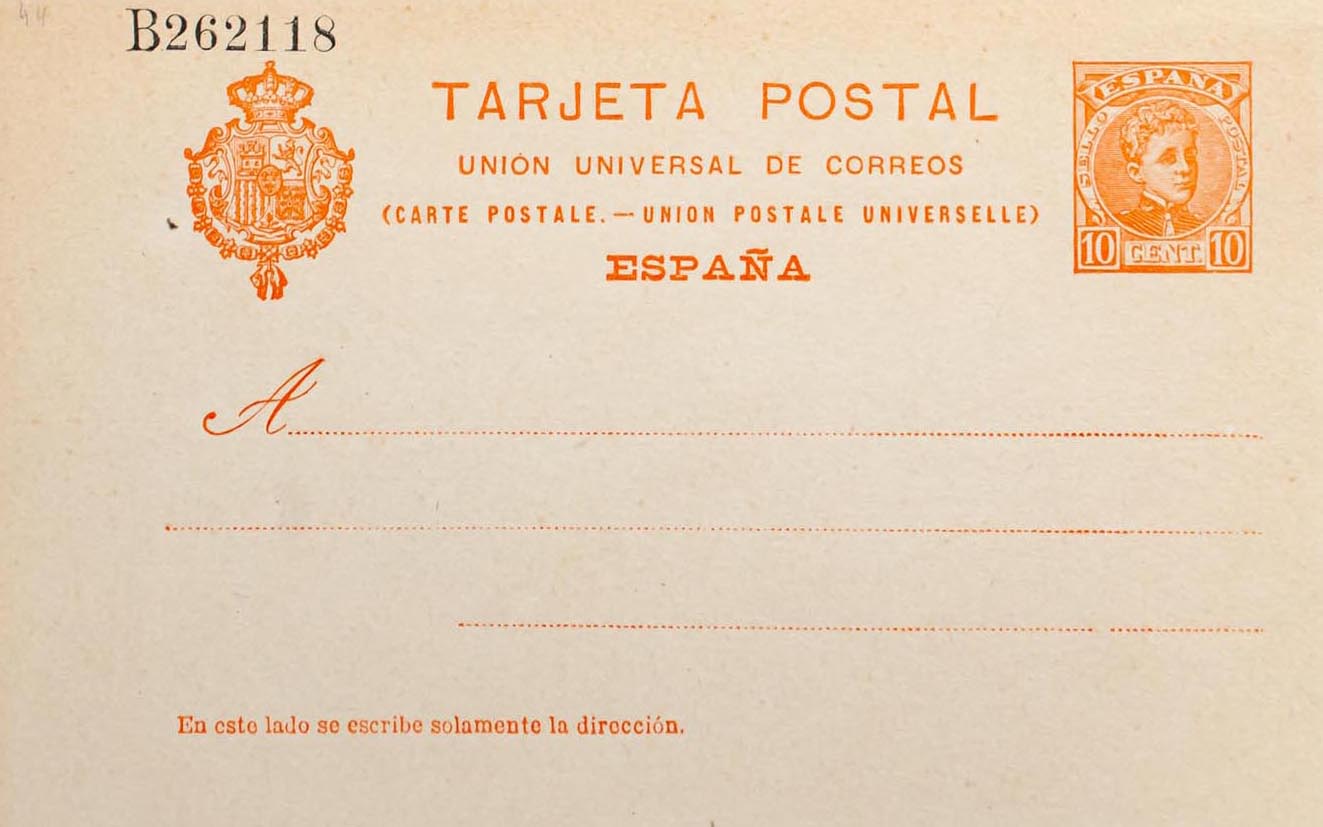 44
B262118
TARJETA POSTAL
UNIÓN UNIVERSAL DE CORREOS
(CARTE POSTALE.—UNION POSTALE UNIVERSELLE)
ESPAÑA
ESPAÑA
SELLO POSTAL
10 CENT. 10
A
En este lado se escribe solamente la dirección.